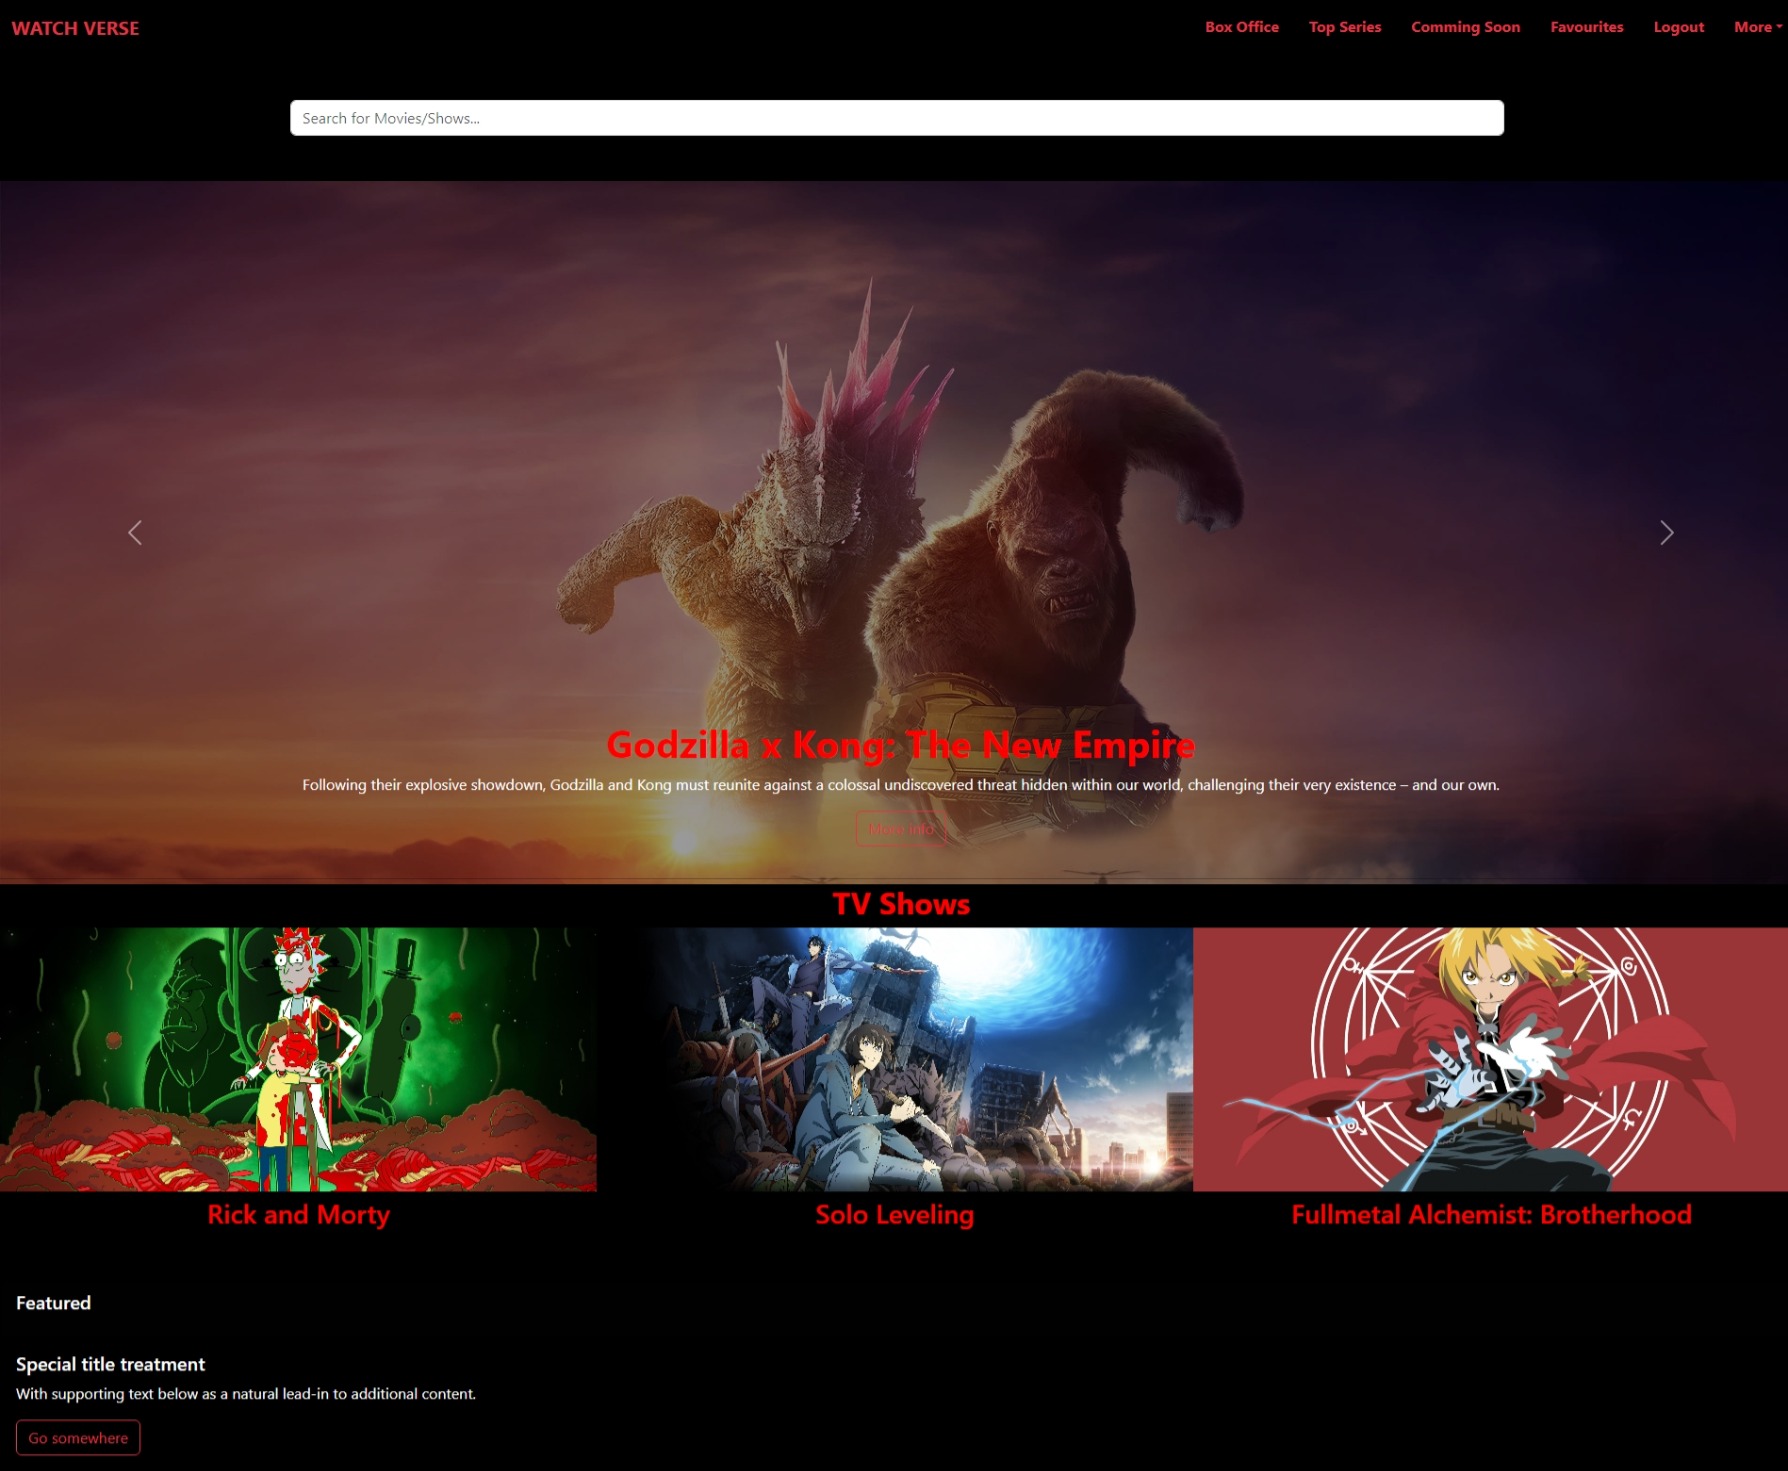 WATCH VERSE
Box Office
Top Series
Comming Soon
Favourites
Logout
More
Search for Movies/Shows...
Godzilla x Kong: The New Empire
Following their explosive showdown, Godzilla and Kong must reunite against a colossal undiscovered threat hidden within our world, challenging their very existence – and our own.
More info
TV Shows
Rick and Morty
Solo Leveling
Fullmetal Alchemist: Brotherhood
Featured
Special title treatment
With supporting text below as a natural lead-in to additional content.
Go somewhere